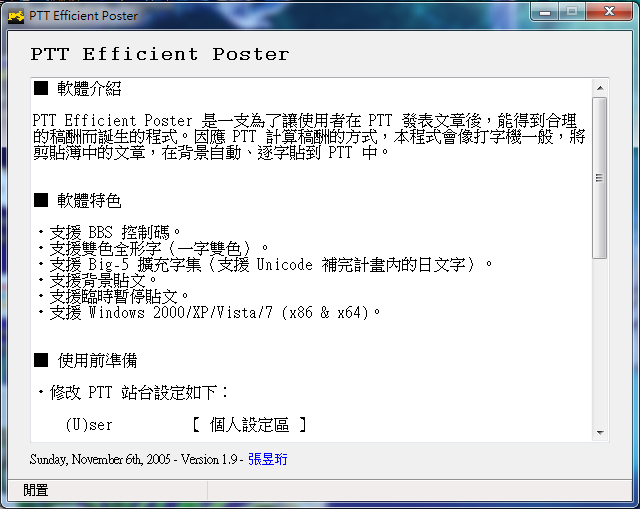 PTT Efficient Poster
PTT Efficient Poster
■ 軟體介紹
PTT Efficient Poster 是一支為了讓使用者在 PTT 發表文章後，能得到合理
的稿酬而誕生的程式。因應 PTT 計算稿酬的方式，本程式會像打字機一般，將
剪貼簿中的文章，在背景自動、逐字貼到 PTT 中。
■ 軟體特色
・支援 BBS 控制碼。
・支援雙色全形字（一字雙色）。
・支援 Big-5 擴充字集（支援 Unicode 補完計畫內的日文字）。
・支援背景貼文。
・支援臨時暫停貼文。
・支援 Windows 2000/XP/Vista/7 (x86 & x64)。
■ 使用前準備
・修改 PTT 站台設定如下：
(U)ser 【 個人設定區 】
Sunday, November 6th, 2005 - Version 1.9 - 張昱珩
閒置